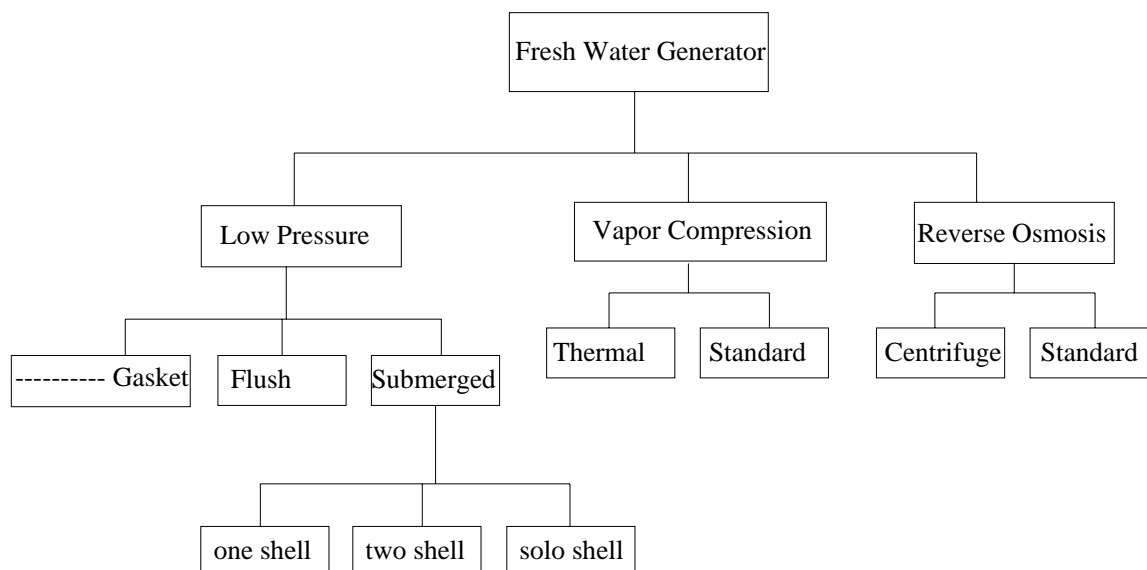 Fresh Water Generator
Low Pressure
Vapor Compression
Reverse Osmosis
Thermal
Standard
Centrifuge
Standard
---------- Gasket
Flush
Submerged
one shell
two shell
solo shell